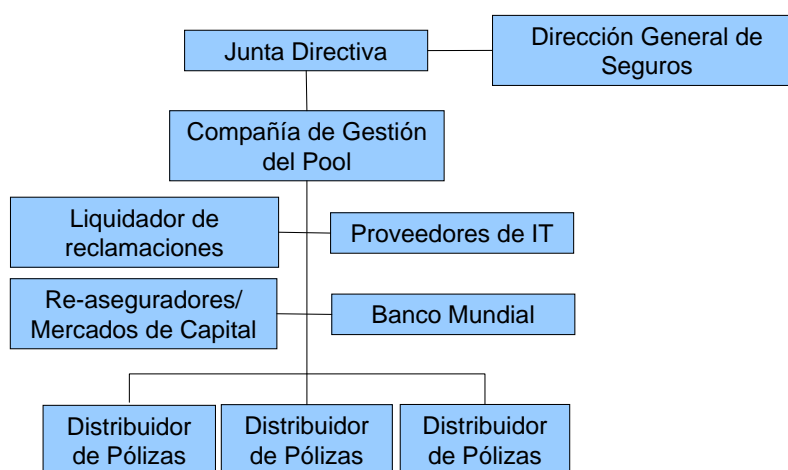 Junta Directiva
Dirección General de
Seguros
Compañía de Gestión
del Pool
Liquidador de
reclamaciones
Proveedores de IT
Re-aseguradores/
Mercados de Capital
Banco Mundial
Distribuidor
de Pólizas
Distribuidor
de Pólizas
Distribuidor
de Pólizas